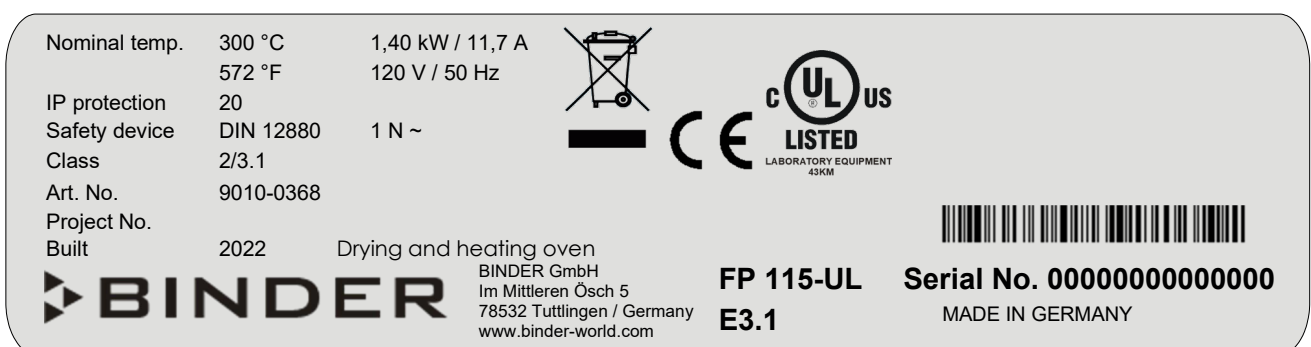 Nominal temp. 300 °C 1,40 kW / 11,7 A
572 °F 120 V / 50 Hz
IP protection 20
Safety device DIN 12880 1 N ~
Class 2/3.1
Art. No. 9010-0368
Project No.
Built 2022 Drying and heating oven
CE
C UL ® US
LISTED
LABORATORY EQUIPMENT
43KM
BINDER
BINDER GmbH
Im Mittleren Ösch 5
78532 Tuttlingen / Germany
www.binder-world.com
FP 115-UL
E3.1
Serial No. 00000000000000
MADE IN GERMANY